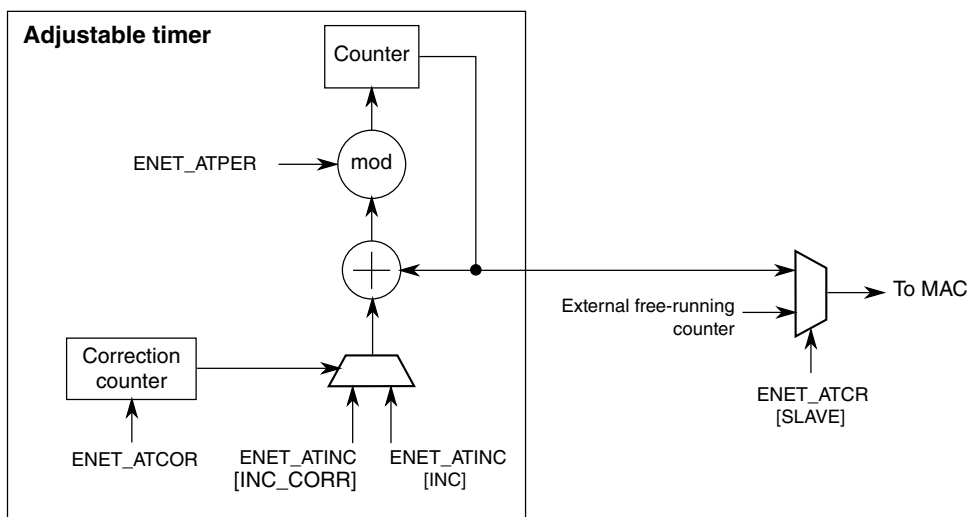 Adjustable timer
Counter
ENET_ATPER
mod
External free-running
counter
To MAC
Correction
counter
ENET_ATCR
[SLAVE]
ENET_ATCOR
ENET_ATINC
[INC_CORR]
ENET_ATINC
[INC]